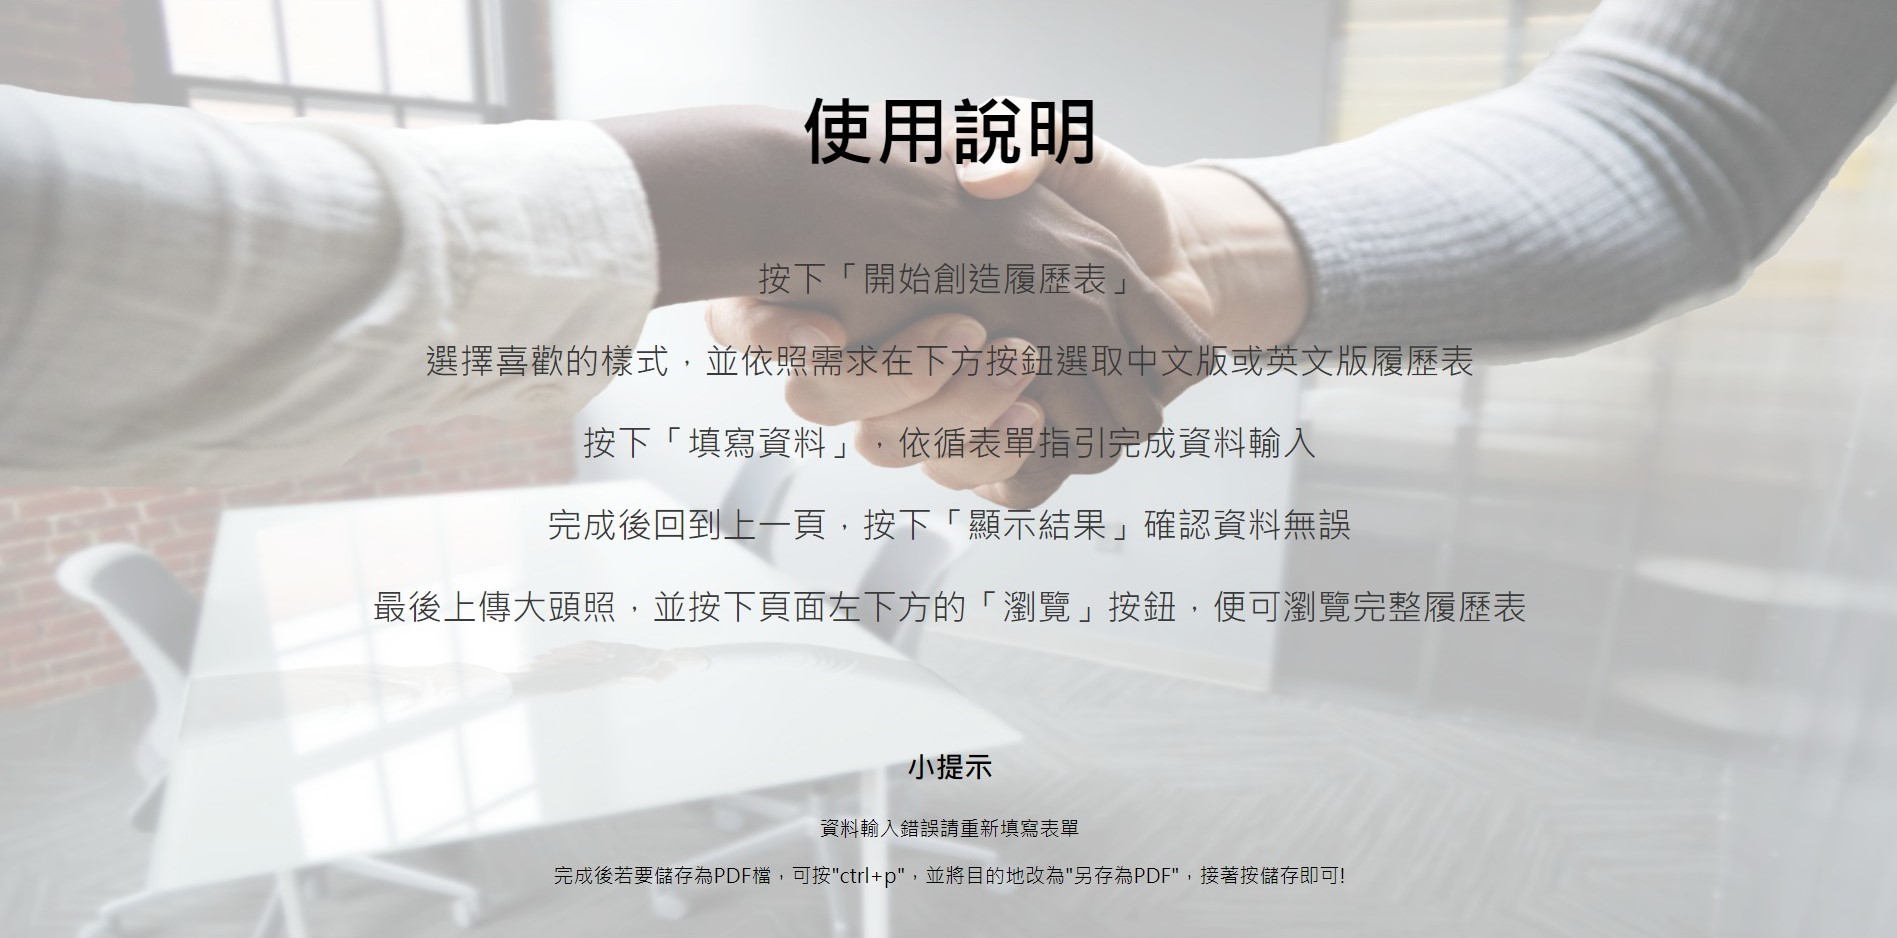 使用說明
按下「開始創造履歷表」
選擇喜歡的樣式，並依照需求在下方按鈕選取中文版或英文版履歷表
按下「填寫資料」，依循表單指引完成資料輸入
完成後回到上一頁，按下「顯示結果」確認資料無誤
最後上傳大頭照，並按下頁面左下方的「瀏覽」按鈕，便可瀏覽完整履歷表
小提示
資料輸入錯誤請重新填寫表單
完成後若要儲存為PDF檔，可按"ctrl+p"，並將目的地改為"另存為PDF"，接著按儲存即可!